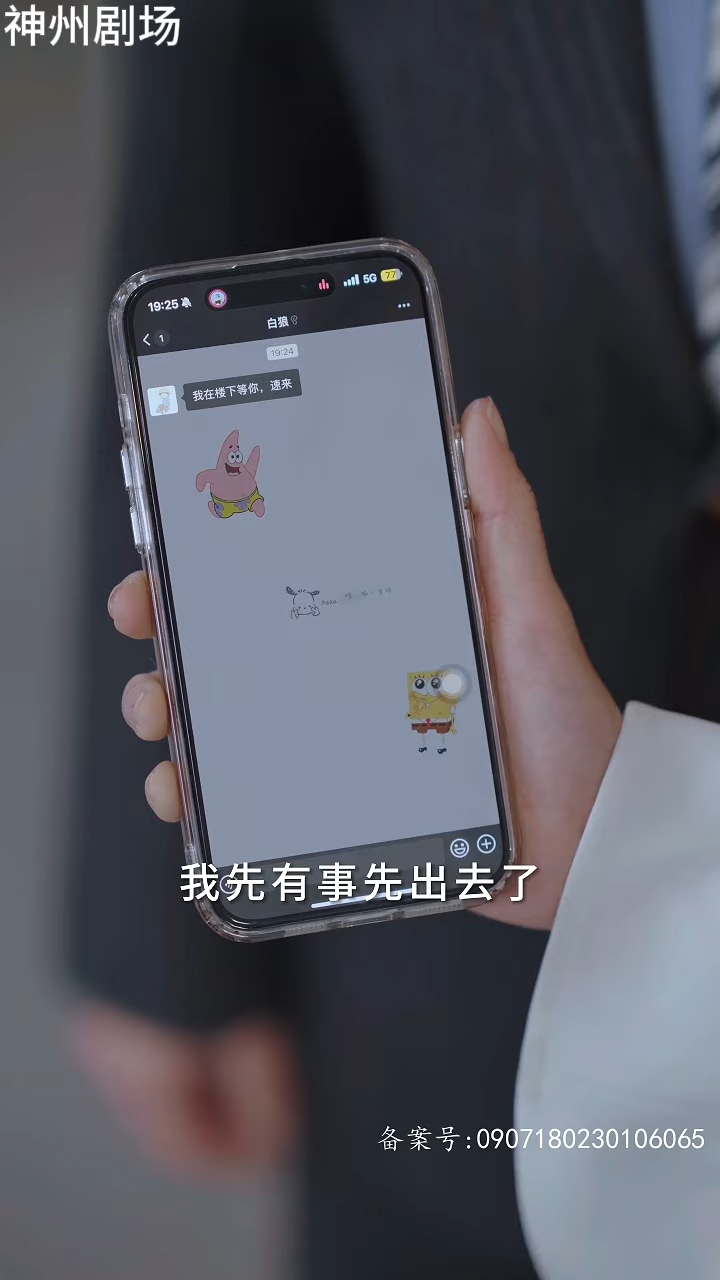 神州剧场
19:25
5G
77
1
白狼
19:24
我在楼下等你，速来
我先有事先出去了
备案号:0907180230106065